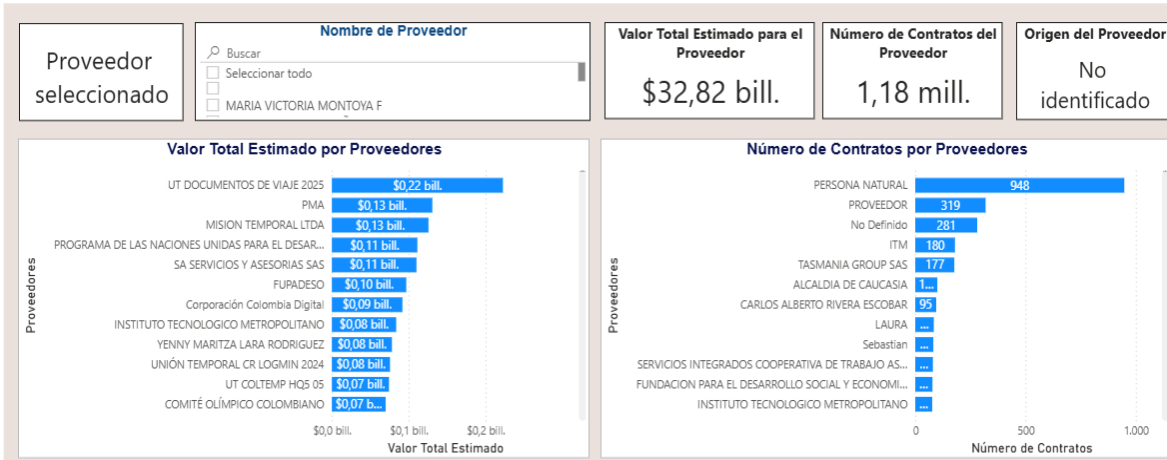 Proveedor
seleccionado
Nombre de Proveedor
Buscar
Seleccionar todo
MARIA VICTORIA MONTOYA F
Valor Total Estimado para el
Proveedor
$32,82 bill.
Número de Contratos del
Proveedor
1,18 mill.
Origen del Proveedor
No
identificado
Valor Total Estimado por Proveedores
Proveedores
UT DOCUMENTOS DE VIAJE 2025 $0,22 bill.
PMA $0,13 bill.
MISION TEMPORAL LTDA $0,13 bill.
PROGRAMA DE LAS NACIONES UNIDAS PARA EL DESAR... $0,11 bill.
SA SERVICIOS Y ASESORIAS SAS $0,11 bill.
FUPADESO $0,10 bill.
Corporación Colombia Digital $0,09 bill.
INSTITUTO TECNOLOGICO METROPOLITANO $0,08 bill.
YENNY MARITZA LARA RODRIGUEZ $0,08 bill.
UNIÓN TEMPORAL CR LOGMIN 2024 $0,08 bill.
UT COLTEMP HQ5 05 $0,07 bill.
COMITÉ OLÍMPICO COLOMBIANO $0,07 b...
$0,0 bill. $0,1 bill. $0,2 bill.
Valor Total Estimado
Número de Contratos por Proveedores
Proveedores
PERSONA NATURAL 948
PROVEEDOR 319
No Definido 281
ITM 180
TASMANIA GROUP SAS 177
ALCALDIA DE CAUCASIA 1...
CARLOS ALBERTO RIVERA ESCOBAR 95
LAURA ...
Sebastian ...
SERVICIOS INTEGRADOS COOPERATIVA DE TRABAJO AS... ...
FUNDACION PARA EL DESARROLLO SOCIAL Y ECONOMI... ...
INSTITUTO TECNOLOGICO METROPOLITANO ...
0 500 1.000
Número de Contratos